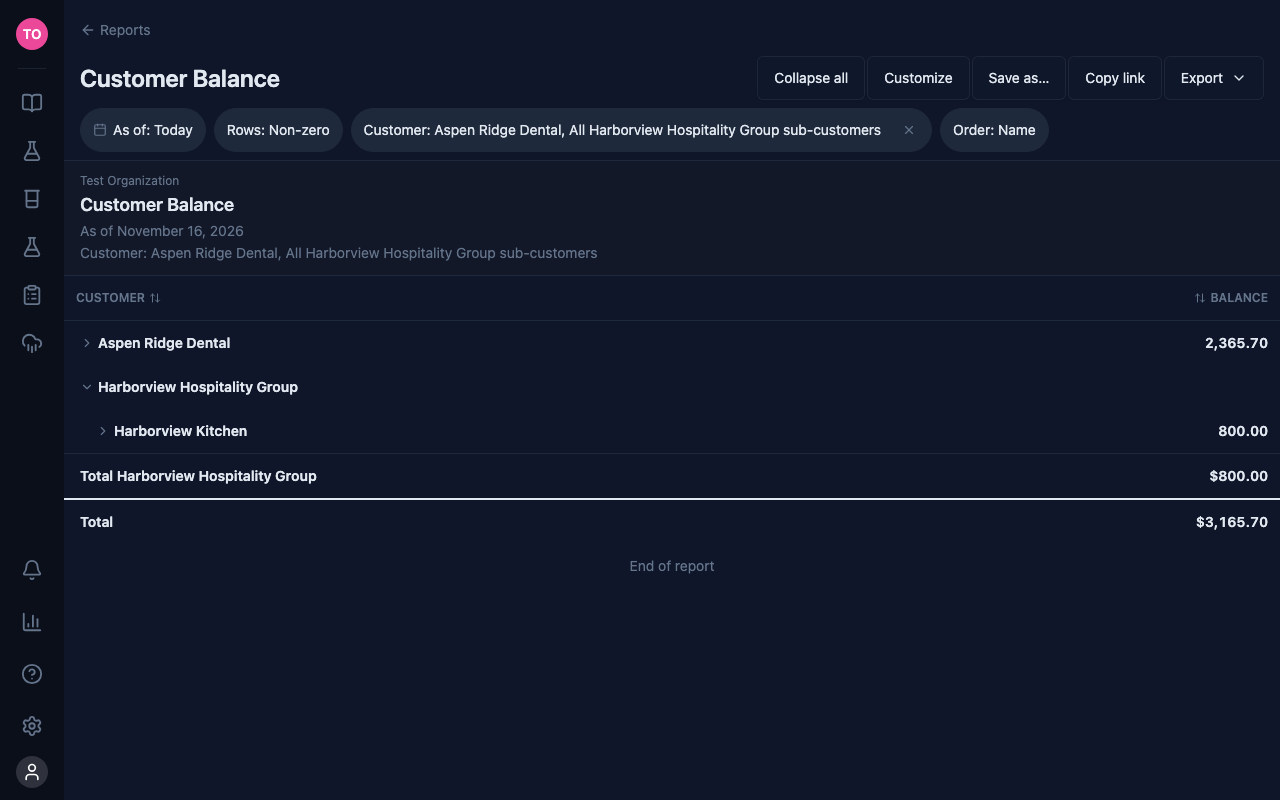 TO
Reports
Customer Balance
Collapse all
Customize
Save as...
Copy link
Export
As of: Today
Rows: Non-zero
Customer: Aspen Ridge Dental, All Harborview Hospitality Group sub-customers
Order: Name
Test Organization
Customer Balance
As of November 16, 2026
Customer: Aspen Ridge Dental, All Harborview Hospitality Group sub-customers
CUSTOMER BALANCE
Aspen Ridge Dental 2,365.70
Harborview Hospitality Group
Harborview Kitchen 800.00
Total Harborview Hospitality Group $800.00
Total $3,165.70
End of report